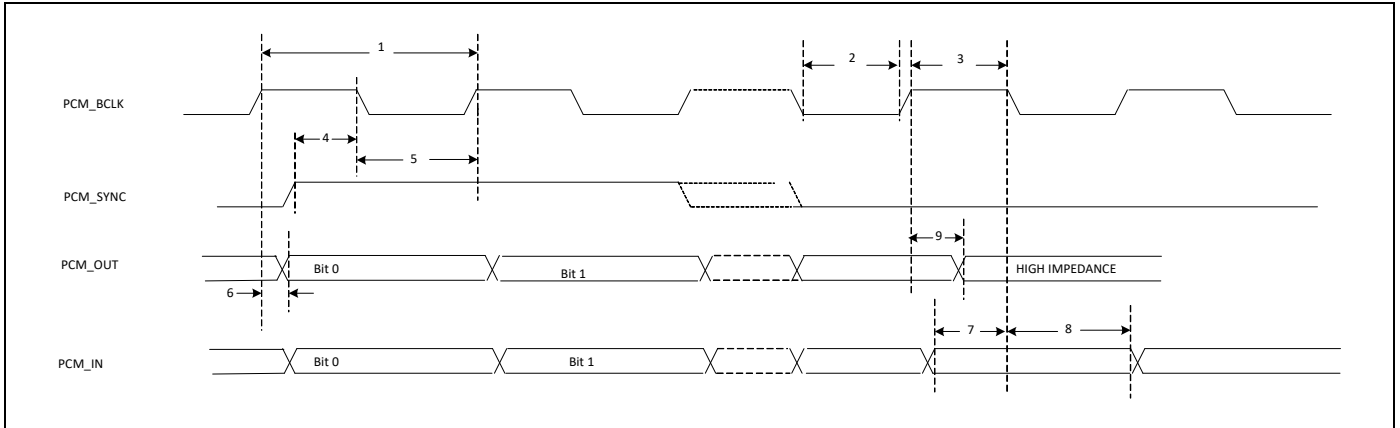 1
2
3
PCM_BCLK
4
5
PCM_SYNC
9
PCM_OUT
Bit 0
Bit 1
HIGH IMPEDANCE
6
7
8
PCM_IN
Bit 0
Bit 1